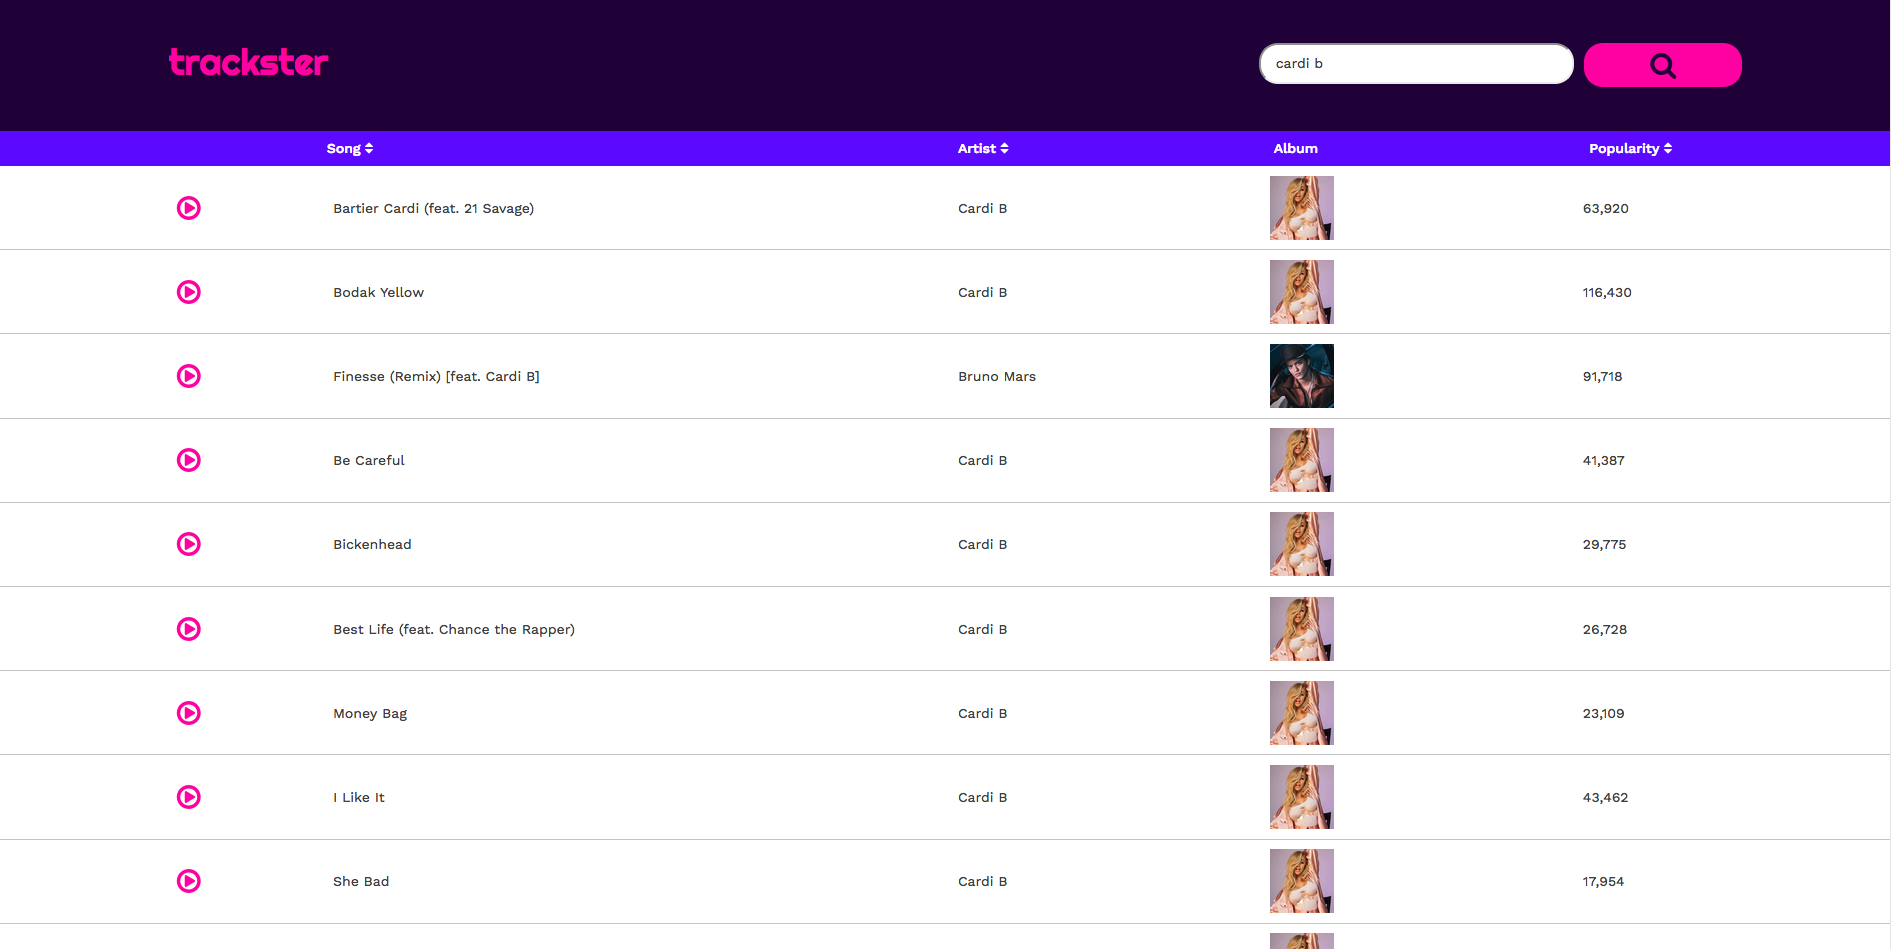 trackster
cardi b
Song Artist Album Popularity
Bartier Cardi (feat. 21 Savage) Cardi B 63,920
Bodak Yellow Cardi B 116,430
Finesse (Remix) [feat. Cardi B] Bruno Mars 91,718
Be Careful Cardi B 41,387
Bickenhead Cardi B 29,775
Best Life (feat. Chance the Rapper) Cardi B 26,728
Money Bag Cardi B 23,109
I Like It Cardi B 43,462
She Bad Cardi B 17,954